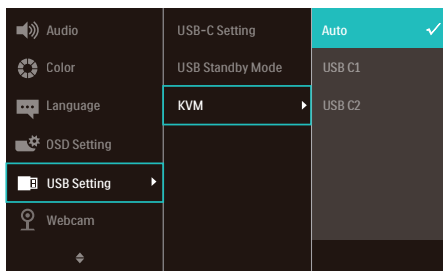 Audio
Color
Language
OSD Setting
USB Setting
Webcam
USB-C Setting
USB Standby Mode
KVM
Auto
USB C1
USB C2